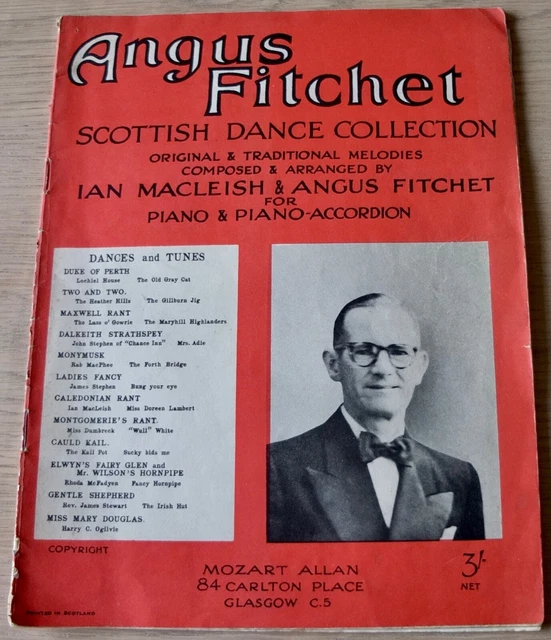 Angus
Fitchet
SCOTTISH DANCE COLLECTION
ORIGINAL & TRADITIONAL MELODIES
COMPOSED & ARRANGED BY
IAN MACLEISH & ANGUS FITCHET
FOR
PIANO & PIANO-ACCORDION
DANCES and TUNES
DUKE OF PERTH
Lochiel House The Old Gray Cat
TWO AND TWO.
The Heather Hills The Gillburn Jig
MAXWELL RANT
The Lass o' Gowrie The Maryhill Highlanders
DALKEITH STRATHSPEY
John Stephen of "Chance Inn" Mrs. Adie
MONYMUSK
Rab MacPhee The Forth Bridge
LADIES FANCY
James Stephen Bung your eye
CALEDONIAN RANT
Ian MacLeish Miss Doreen Lambert
MONTGOMERIE'S RANT.
Miss Dumbreck "Wull" White
CAULD KAIL.
The Kail Pot Sucky bids me
ELWYN'S FAIRY GLEN and
Mr. WILSON'S HORNPIPE
Rhoda McFadyen Fancy Hornpipe
GENTLE SHEPHERD
Rev. James Stewart The Irish Hut
MISS MARY DOUGLAS
Harry C. Ogilvie
COPYRIGHT
MOZART ALLAN
84 CARLTON PLACE
GLASGOW C.5
3/-
NET
PRINTED IN SCOTLAND